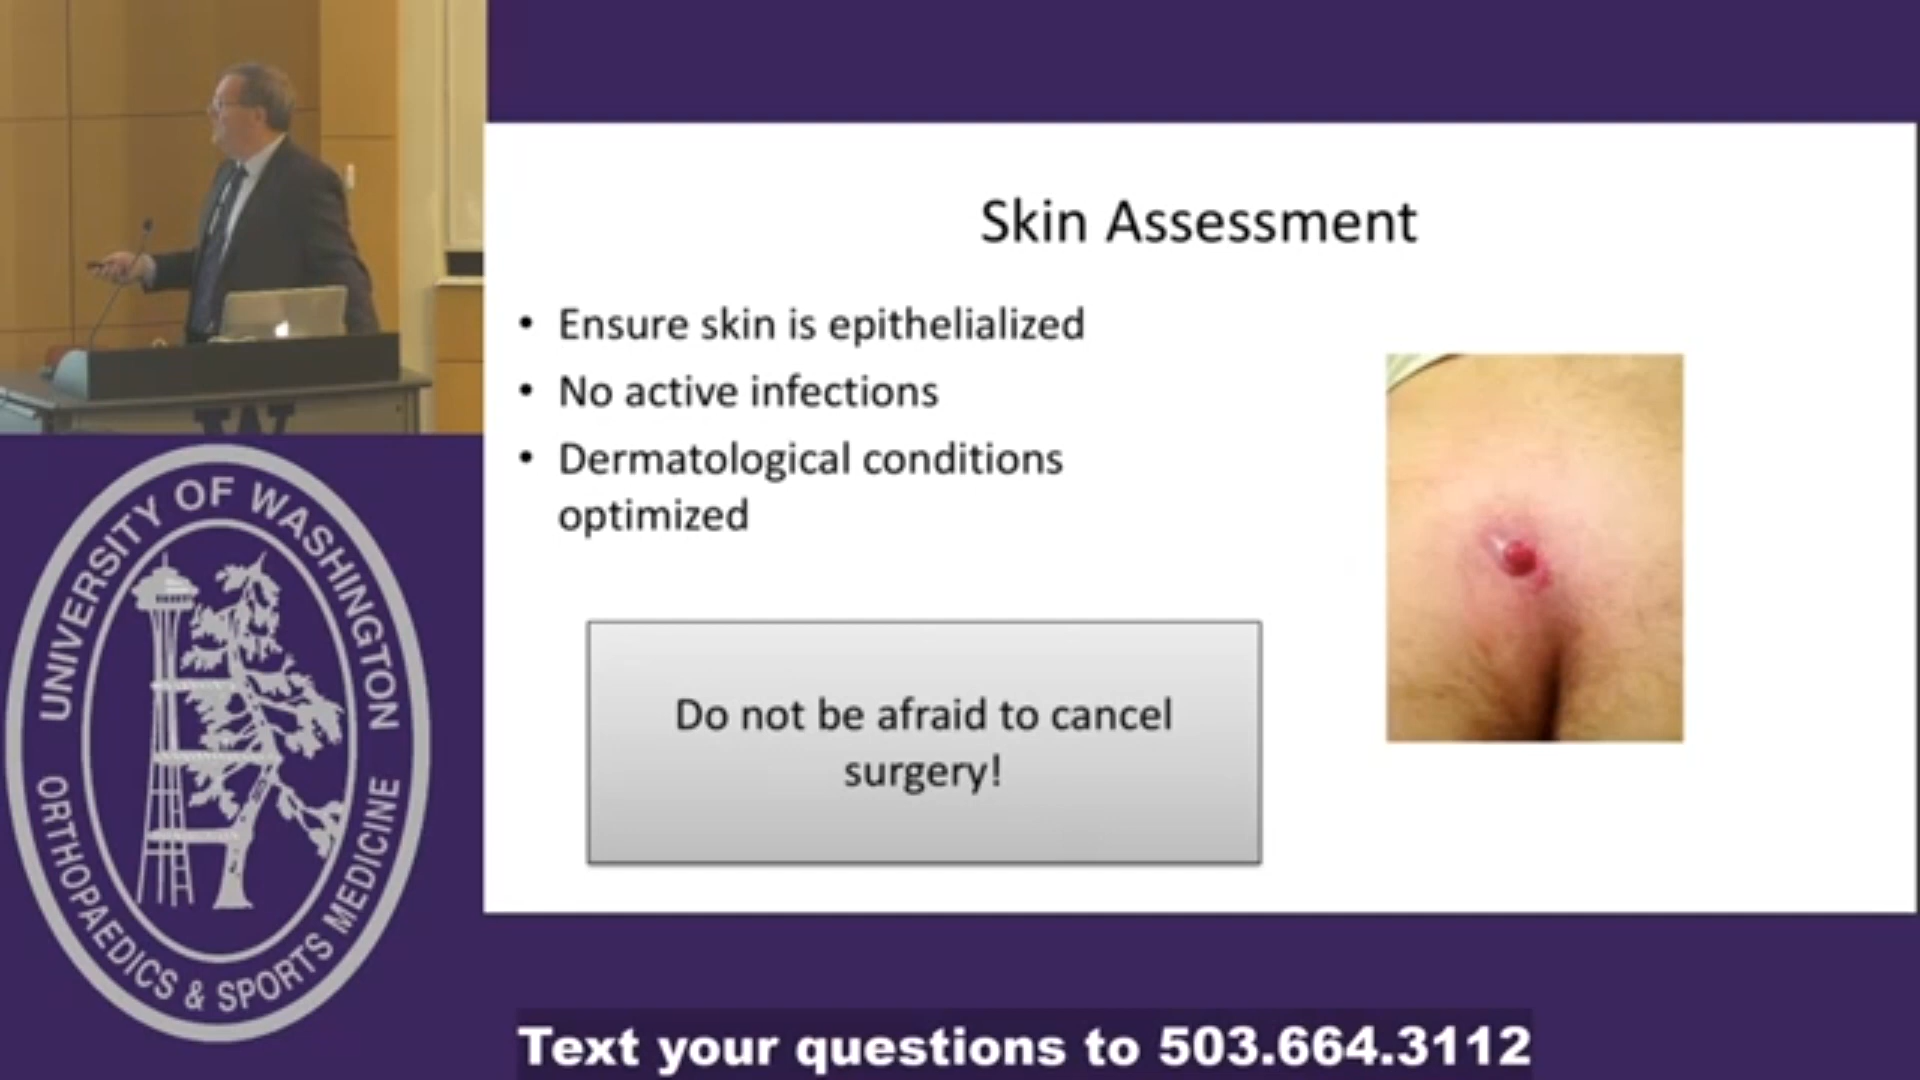 Skin Assessment
• Ensure skin is epithelialized
• No active infections
• Dermatological conditions
optimized
Do not be afraid to cancel
surgery!
UNIVERSITY OF WASHINGTON
ORTHOPAEDICS & SPORTS MEDICINE
Text your questions to 503.664.3112